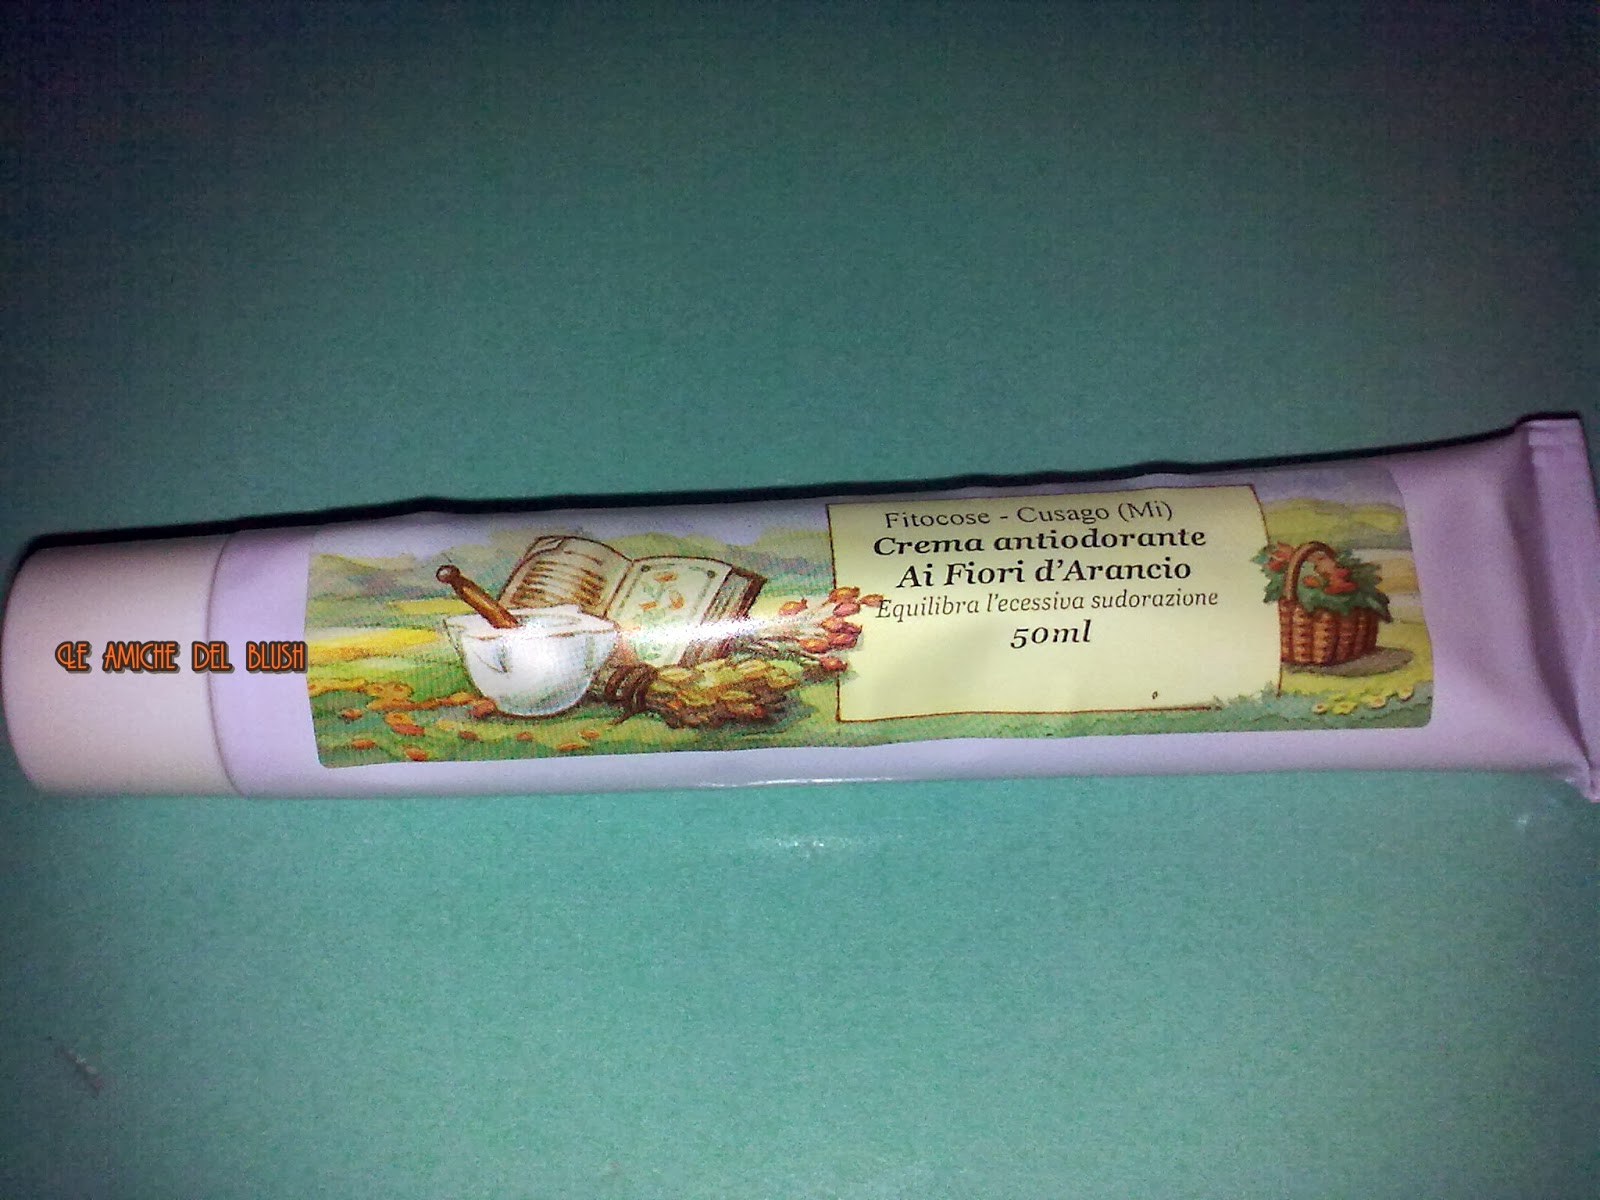 Fitocose - Cusago (Mi)
Crema antiodorante
Ai Fiori d'Arancio
Equilibra l'ecessiva sudorazione
50ml
Le amiche del blush